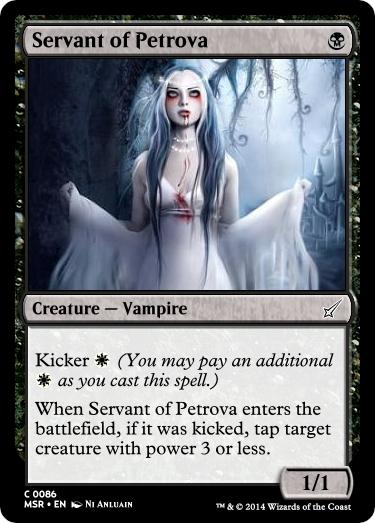 Servant of Petrova
Creature — Vampire
Kicker (You may pay an additional
as you cast this spell.)
When Servant of Petrova enters the
battlefield, if it was kicked, tap target
creature with power 3 or less.
1/1
C 0086
MSR • EN Ni Anluain
™ & © 2014 Wizards of the Coast